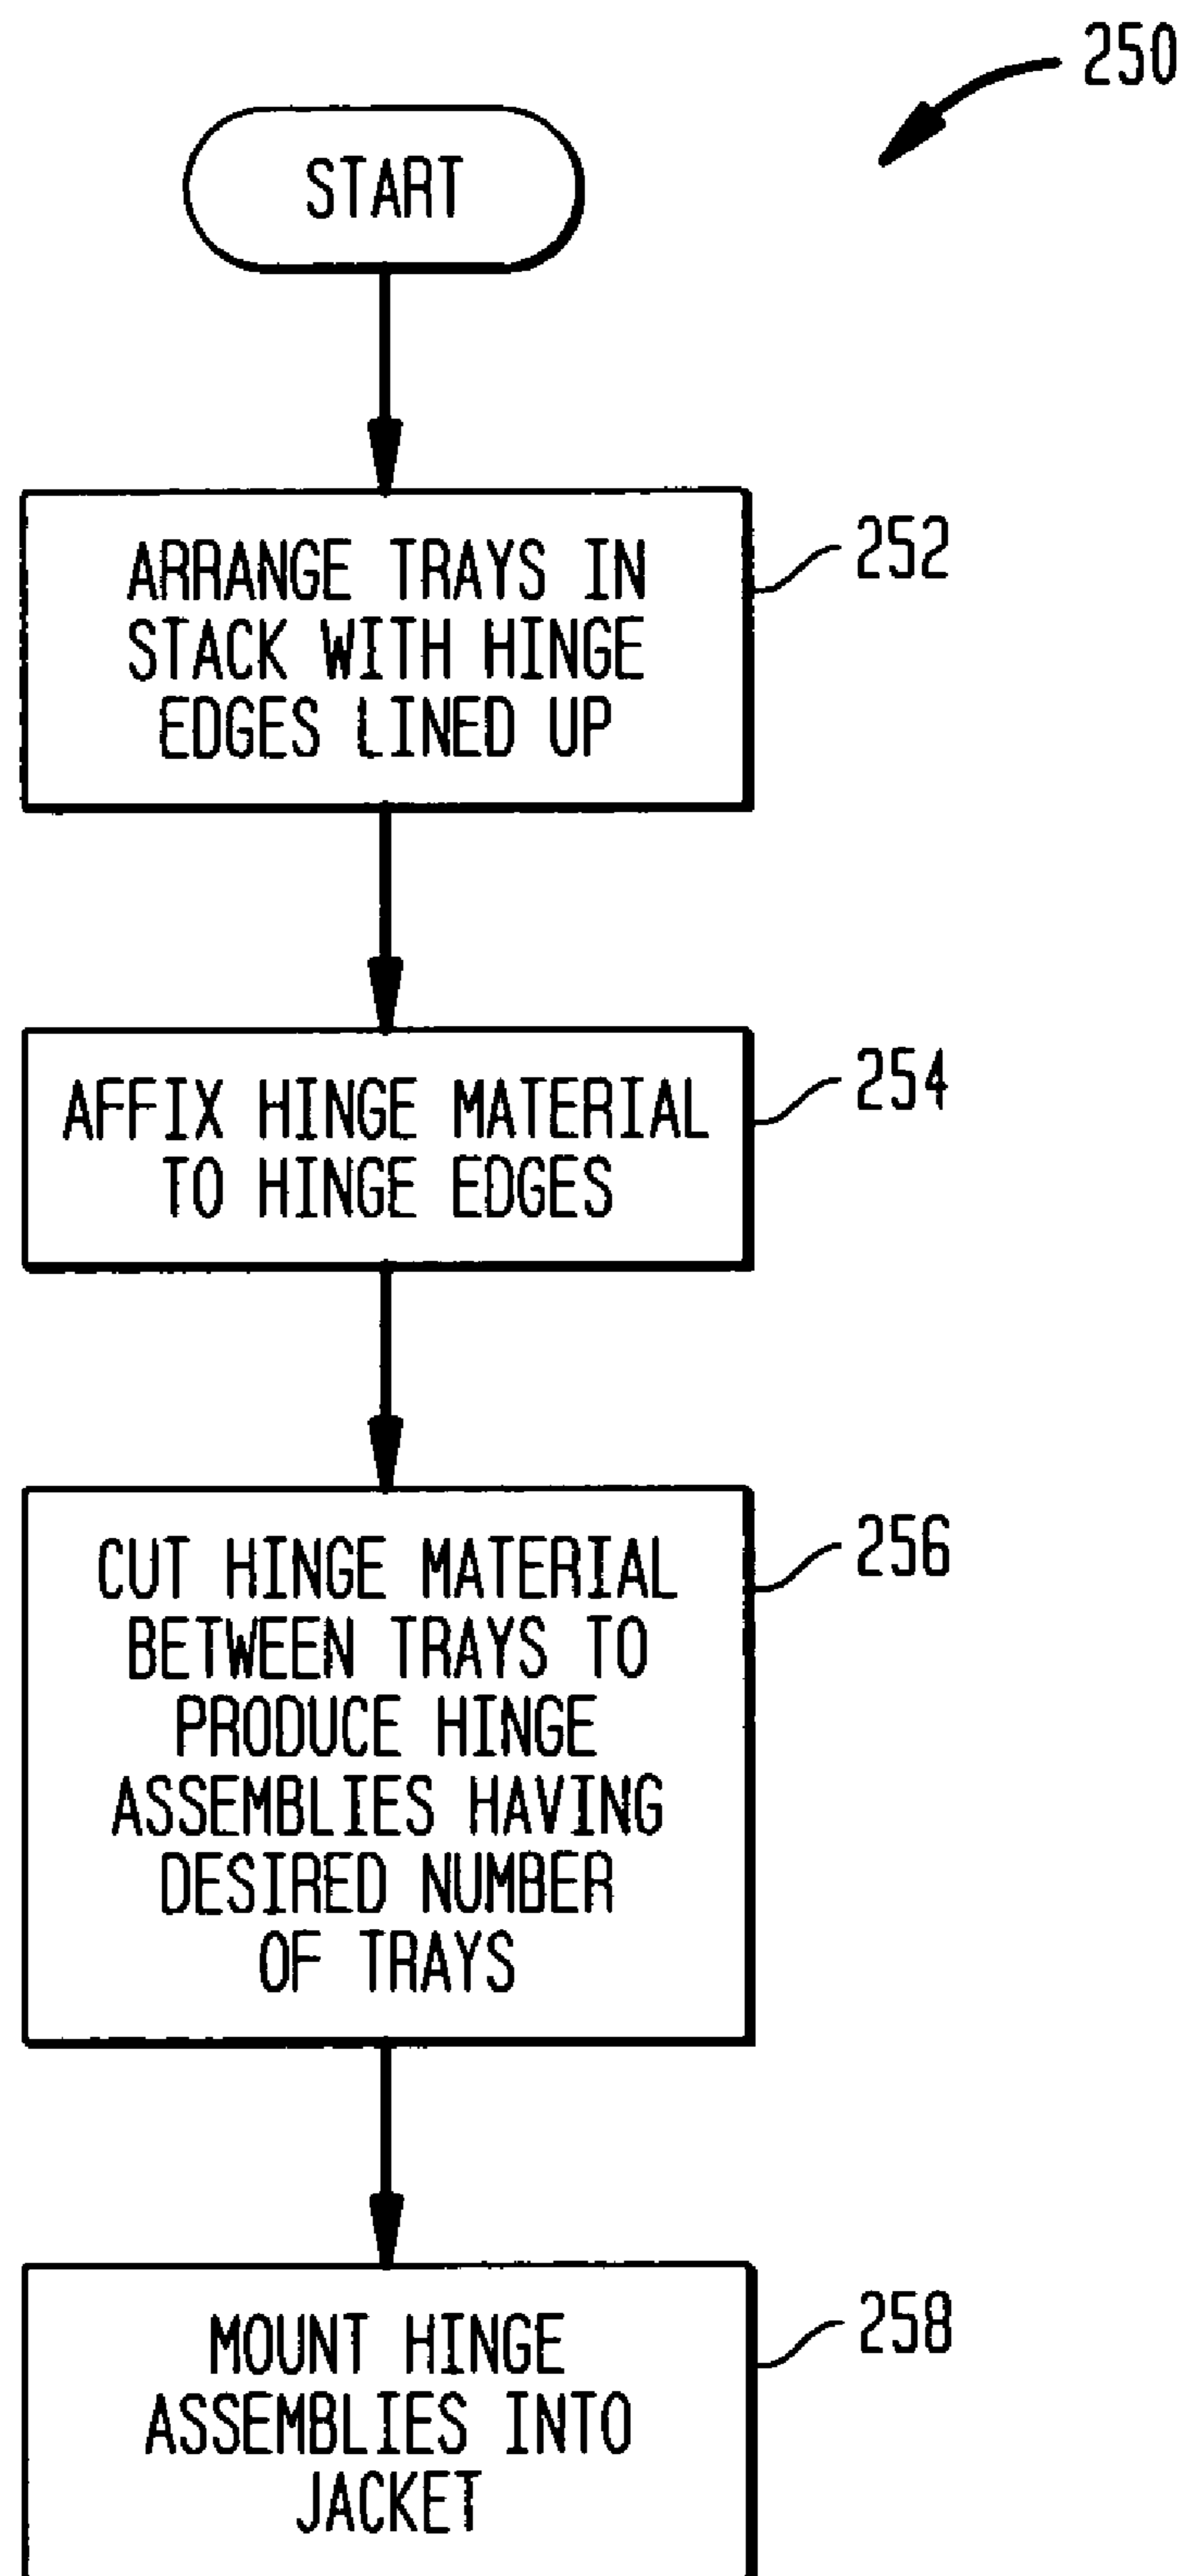 250
START
ARRANGE TRAYS IN
STACK WITH HINGE
EDGES LINED UP
252
AFFIX HINGE MATERIAL
TO HINGE EDGES
254
CUT HINGE MATERIAL
BETWEEN TRAYS TO
PRODUCE HINGE
ASSEMBLIES HAVING
DESIRED NUMBER
OF TRAYS
256
MOUNT HINGE
ASSEMBLIES INTO
JACKET
258